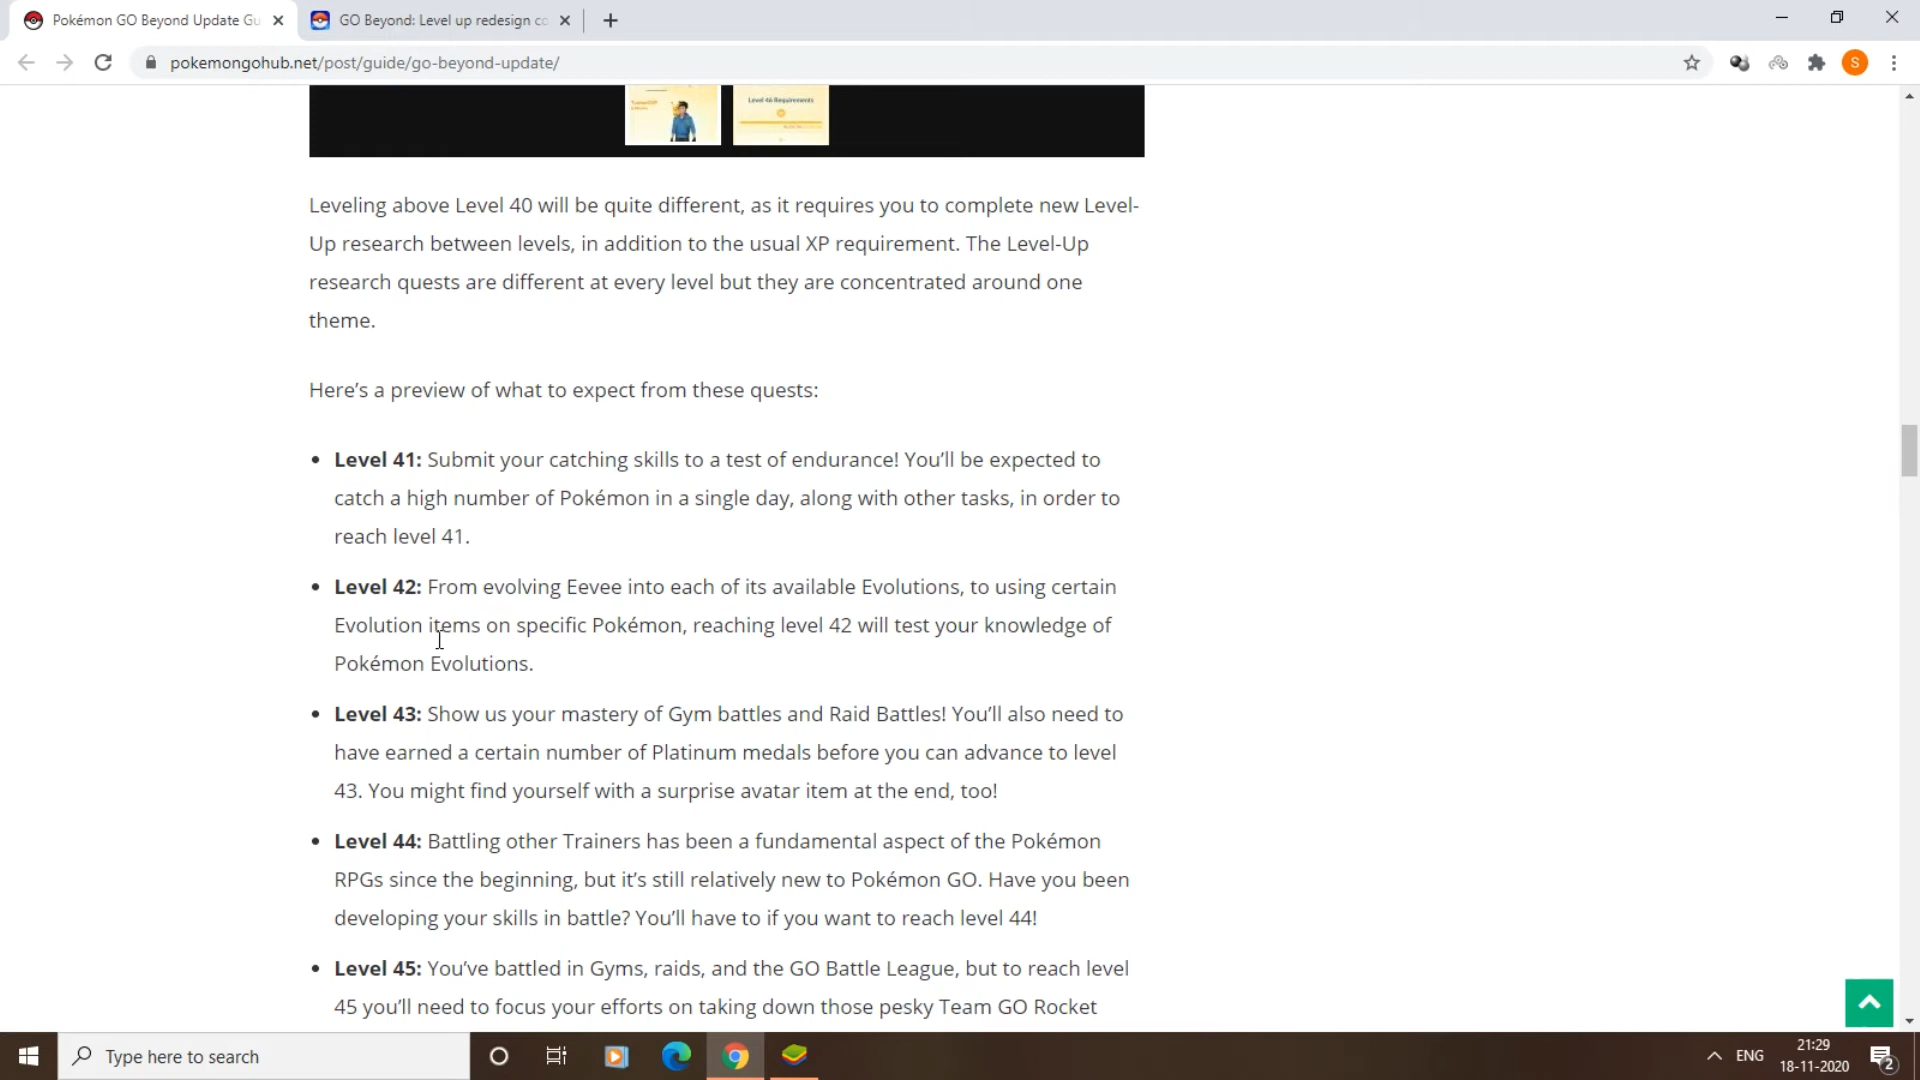 Pokémon GO Beyond Update Gu
GO Beyond: Level up redesign co
pokemongohub.net/post/guide/go-beyond-update/
S
Level 46 Requirements
Leveling above Level 40 will be quite different, as it requires you to complete new Level-
Up research between levels, in addition to the usual XP requirement. The Level-Up
research quests are different at every level but they are concentrated around one
theme.
Here's a preview of what to expect from these quests:
• Level 41: Submit your catching skills to a test of endurance! You'll be expected to
catch a high number of Pokémon in a single day, along with other tasks, in order to
reach level 41.
• Level 42: From evolving Eevee into each of its available Evolutions, to using certain
Evolution items on specific Pokémon, reaching level 42 will test your knowledge of
Pokémon Evolutions.
• Level 43: Show us your mastery of Gym battles and Raid Battles! You'll also need to
have earned a certain number of Platinum medals before you can advance to level
43. You might find yourself with a surprise avatar item at the end, too!
• Level 44: Battling other Trainers has been a fundamental aspect of the Pokémon
RPGs since the beginning, but it's still relatively new to Pokémon GO. Have you been
developing your skills in battle? You'll have to if you want to reach level 44!
• Level 45: You've battled in Gyms, raids, and the GO Battle League, but to reach level
45 you'll need to focus your efforts on taking down those pesky Team GO Rocket
Type here to search
ENG
21:29
18-11-2020
2